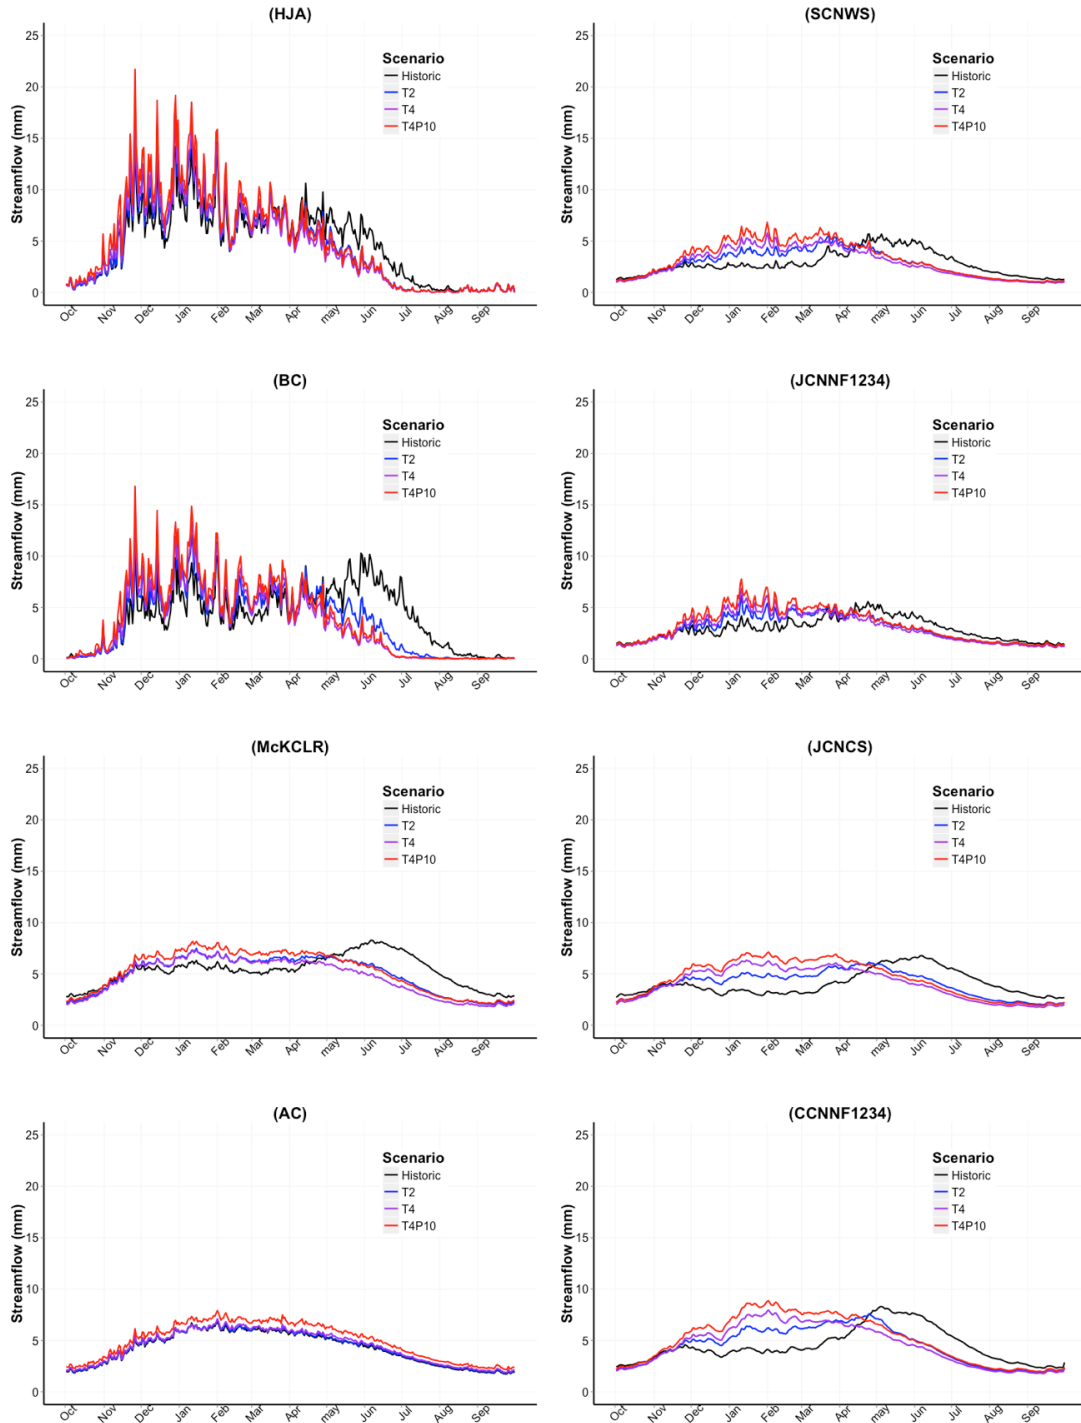 (HJA)
25
20
15
10
5
0
Streamflow (mm)
Scenario
Historic
T2
T4
T4P10
Oct
Nov
Dec
Jan
Feb
Mar
Apr
may
Jun
Jul
Aug
Sep
(SCNWS)
25
20
15
10
5
0
Streamflow (mm)
Scenario
Historic
T2
T4
T4P10
Oct
Nov
Dec
Jan
Feb
Mar
Apr
may
Jun
Jul
Aug
Sep
(BC)
25
20
15
10
5
0
Streamflow (mm)
Scenario
Historic
T2
T4
T4P10
Oct
Nov
Dec
Jan
Feb
Mar
Apr
may
Jun
Jul
Aug
Sep
(JCNNF1234)
25
20
15
10
5
0
Streamflow (mm)
Scenario
Historic
T2
T4
T4P10
Oct
Nov
Dec
Jan
Feb
Mar
Apr
may
Jun
Jul
Aug
Sep
(McKCLR)
25
20
15
10
5
0
Streamflow (mm)
Scenario
Historic
T2
T4
T4P10
Oct
Nov
Dec
Jan
Feb
Mar
Apr
may
Jun
Jul
Aug
Sep
(JCNCS)
25
20
15
10
5
0
Streamflow (mm)
Scenario
Historic
T2
T4
T4P10
Oct
Nov
Dec
Jan
Feb
Mar
Apr
may
Jun
Jul
Aug
Sep
(AC)
25
20
15
10
5
0
Streamflow (mm)
Scenario
Historic
T2
T4
T4P10
Oct
Nov
Dec
Jan
Feb
Mar
Apr
may
Jun
Jul
Aug
Sep
(CCNNF1234)
25
20
15
10
5
0
Streamflow (mm)
Scenario
Historic
T2
T4
T4P10
Oct
Nov
Dec
Jan
Feb
Mar
Apr
may
Jun
Jul
Aug
Sep